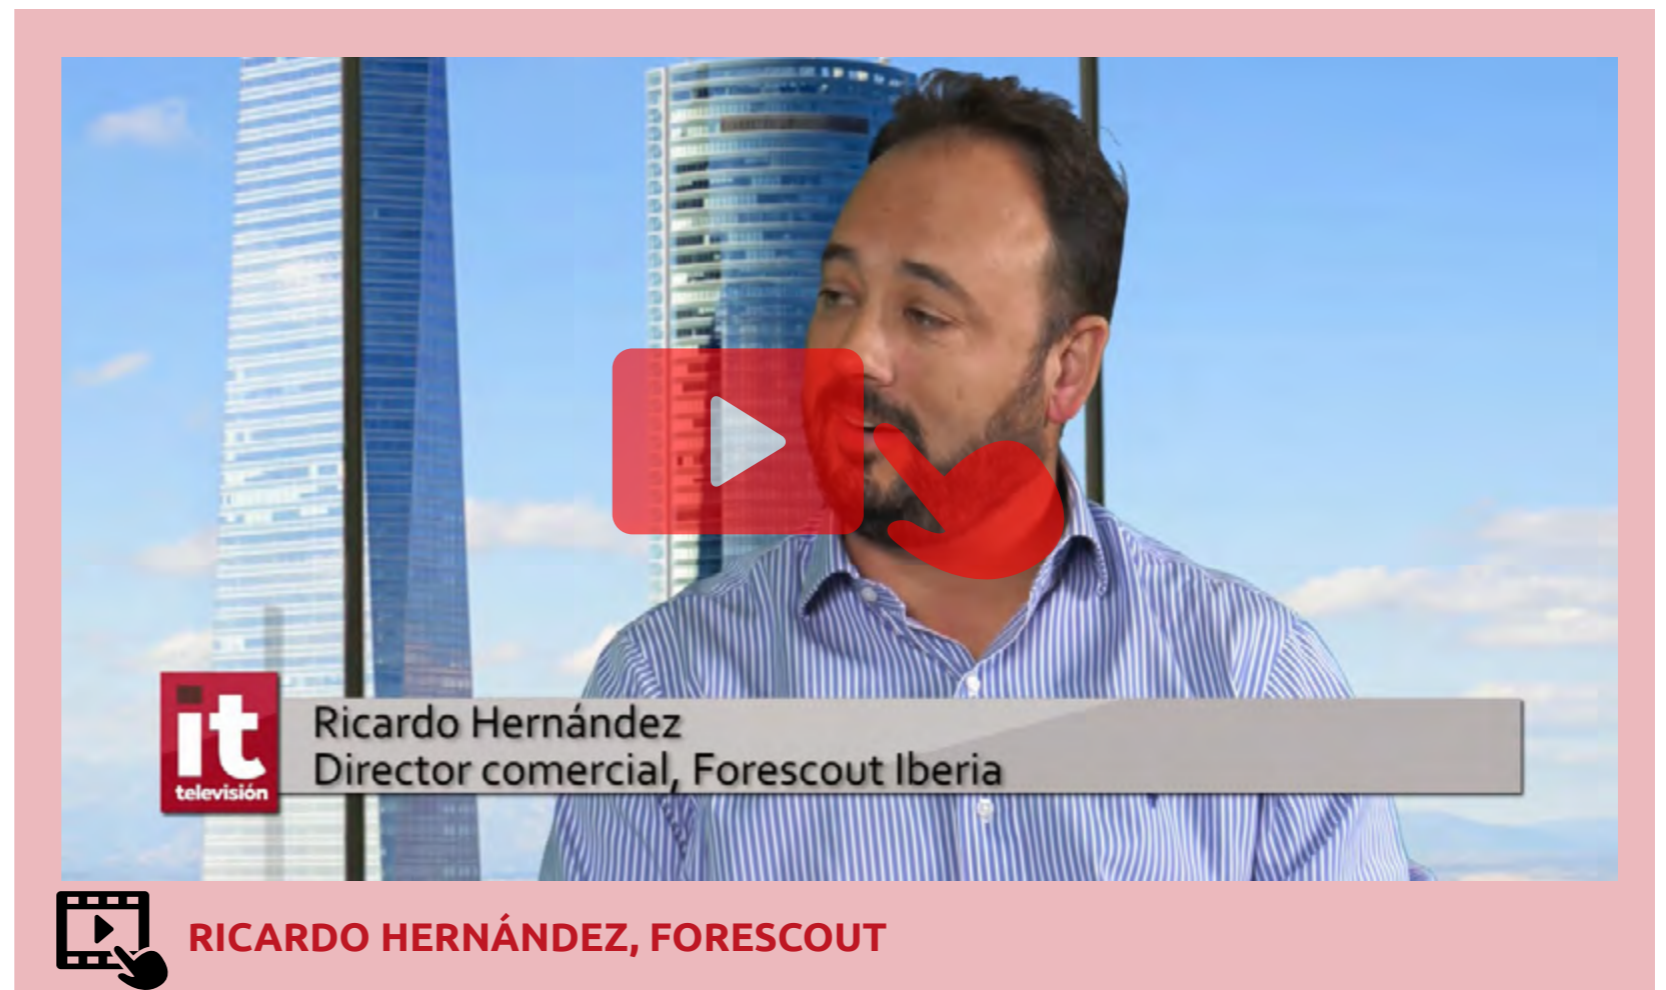 it
televisión
Ricardo Hernández
Director comercial, Forescout Iberia
RICARDO HERNÁNDEZ, FORESCOUT